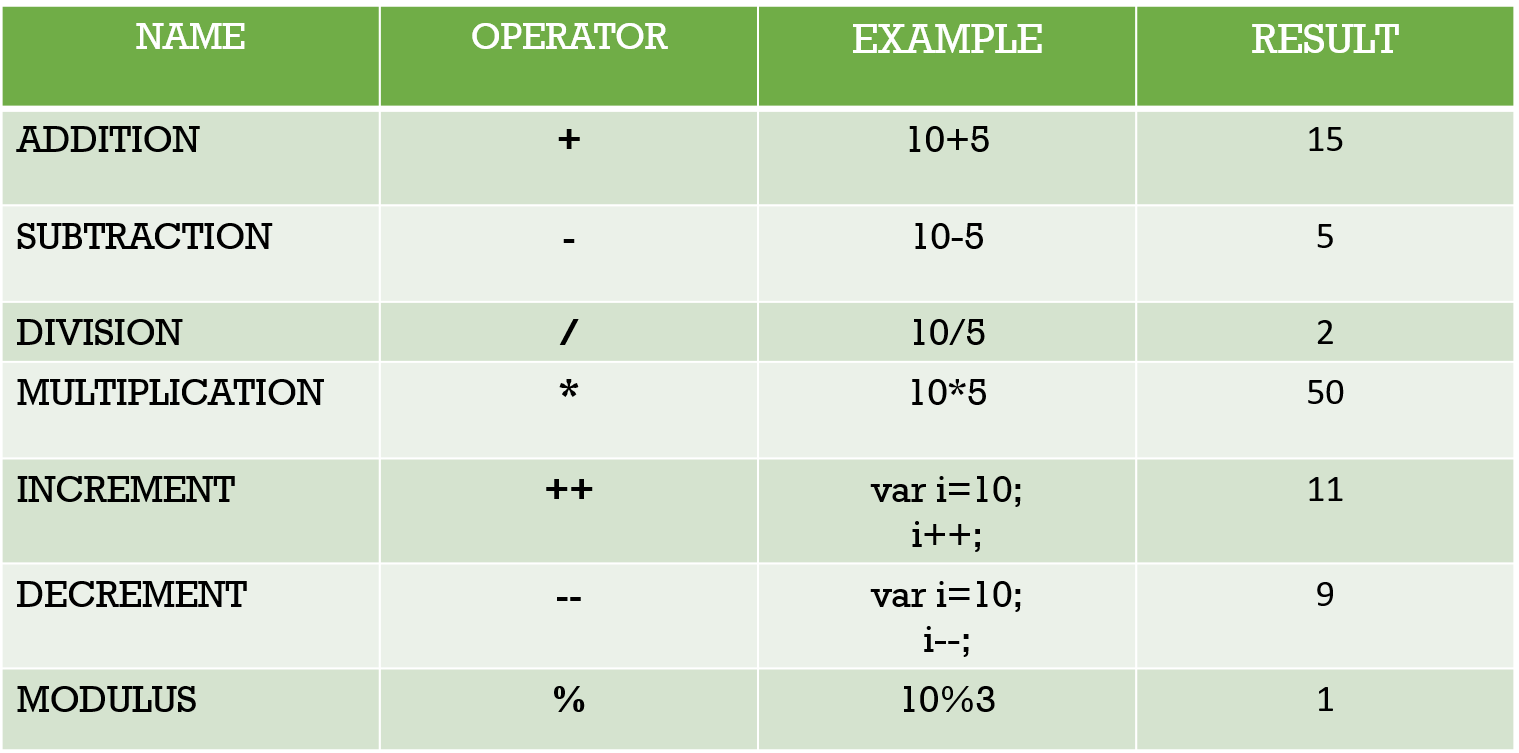 NAME OPERATOR EXAMPLE RESULT
ADDITION + 10+5 15
SUBTRACTION - 10-5 5
DIVISION / 10/5 2
MULTIPLICATION * 10*5 50
INCREMENT ++ var i=10; 11
i++;
DECREMENT -- var i=10; 9
i--;
MODULUS % 10%3 1